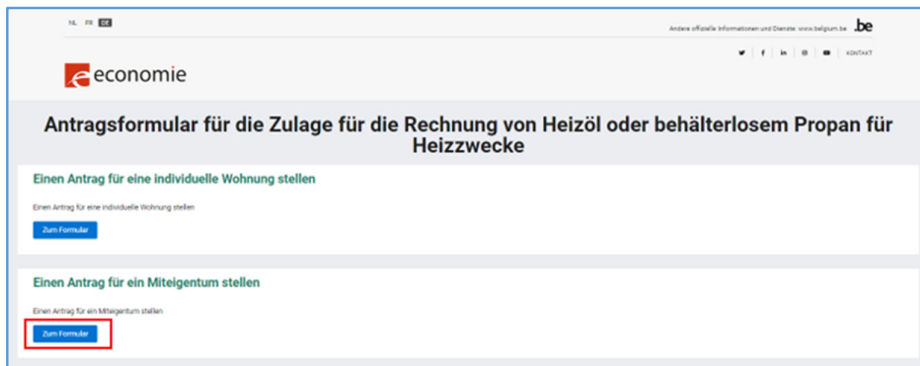 NL FR DE
Andere offizielle Informationen und Dienste www.belgium.be .be
KONTAKT
economie
Antragsformular für die Zulage für die Rechnung von Heizöl oder behälterlosem Propan für
Heizzwecke
Einen Antrag für eine individuelle Wohnung stellen
Einen Antrag für eine individuelle Wohnung stellen
Zum Formular
Einen Antrag für ein Miteigentum stellen
Einen Antrag für ein Miteigentum stellen
Zum Formular